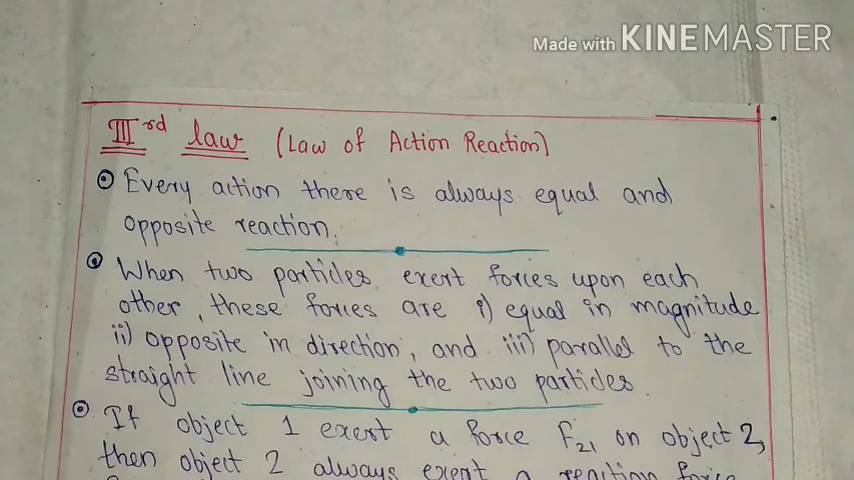 Made with KINEMASTER
IIIrd law (Law of Action Reaction)
Every action there is always equal and
opposite reaction.
When two particles exert forces upon each
other, these forces are i) equal in magnitude
ii) opposite in direction, and iii) parallel to the
straight line joining the two particles.
If object 1 exert a force F21 on object 2,
then object 2 always exert a reaction force